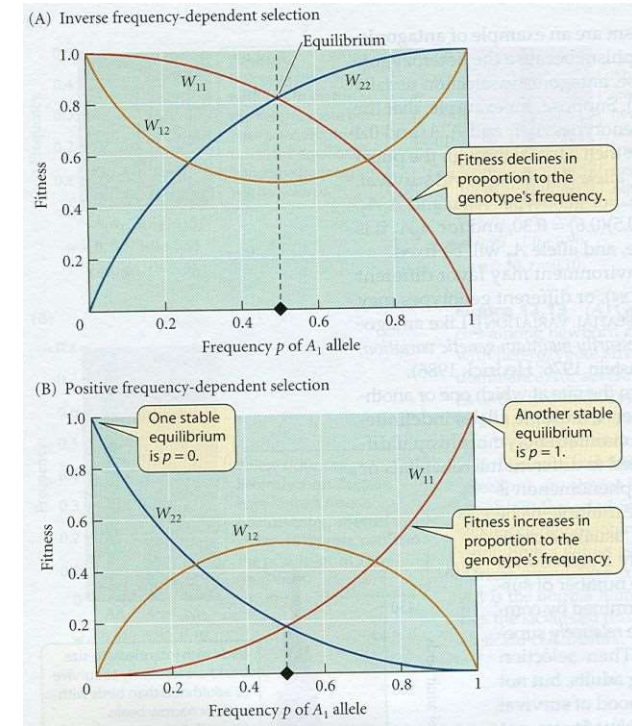 (A) Inverse frequency-dependent selection
Equilibrium
1.0
W11
W22
0.8
W12
0.6
Fitness declines in
proportion to the
genotype's frequency.
Fitness
0.4
0.2
0 0.2 0.4 0.6 0.8 1
Frequency p of A1 allele
(B) Positive frequency-dependent selection
1.0
One stable
equilibrium
is p = 0.
Another stable
equilibrium
is p = 1.
0.8
W11
W22
W12
0.6
Fitness increases in
proportion to the
genotype's frequency.
Fitness
0.4
0.2
0 0.2 0.4 0.6 0.8 1
Frequency p of A1 allele